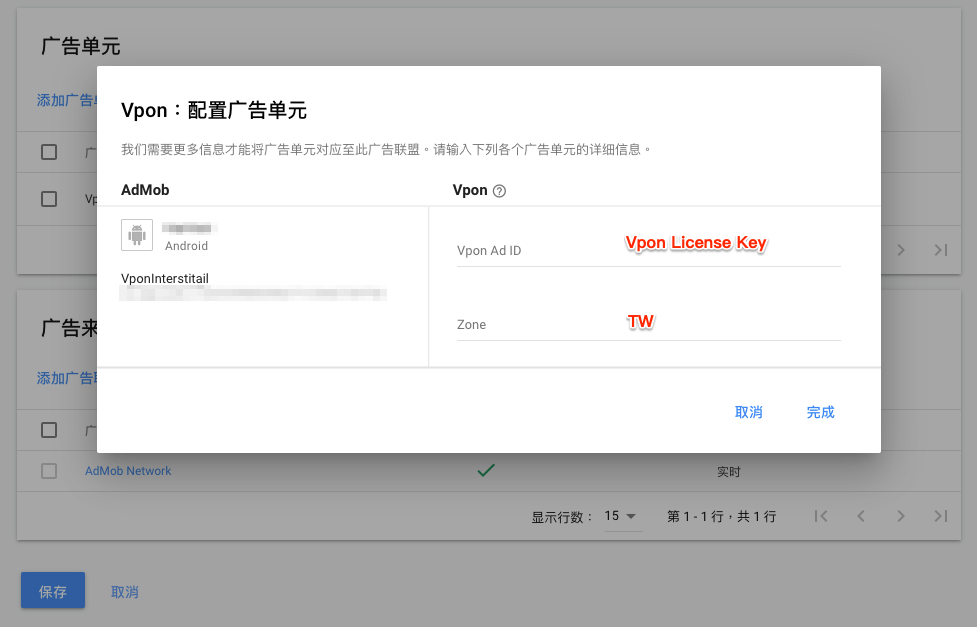 广告单元
添加广告
Vpon：配置广告单元
我们需要更多信息才能将广告单元对应至此广告联盟。请输入下列各个广告单元的详细信息。
AdMob
Vpon
Android
VponInterstitail
Vpon Ad ID
Vpon License Key
Zone
TW
取消
完成
广告来
添加广告
AdMob Network
实时
显示行数：
15
第 1 - 1 行，共 1 行
保存
取消